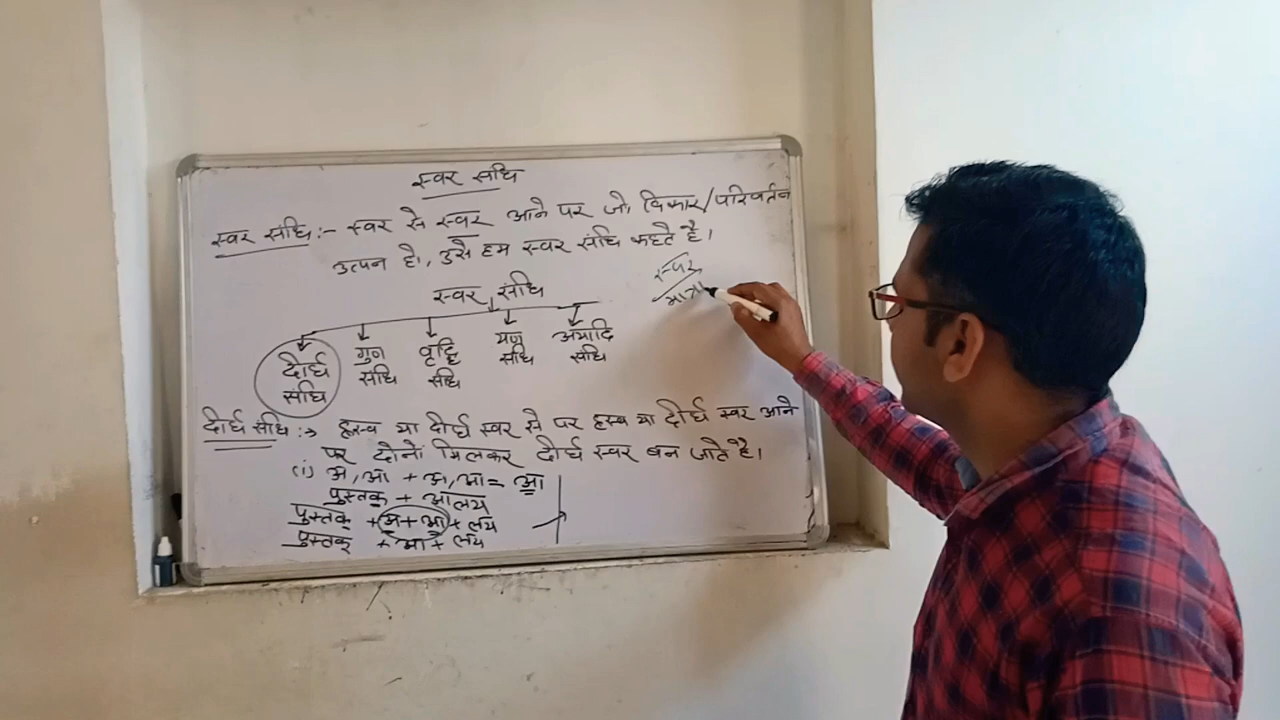 स्वर संधि
स्वर संधि :- स्वर से स्वर आने पर जो विकार/परिवर्तन
उत्पन हो, उसे हम स्वर संधि कहते है।
स्वर संधि
दीर्घ संधि
गुण संधि
वृद्धि संधि
यण संधि
अयादि संधि
स्वर
मात्रा
दीर्घ संधि :→ ह्रस्व या दीर्घ स्वर से पर ह्रस्व या दीर्घ स्वर आने
पर दोनों मिलकर दीर्घ स्वर बन जाते है।
(i) अ, आ + अ, आ = आ
पुस्तक + आलय
पुस्तक् + अ + आ + लय
पुस्तक् + आ + लय